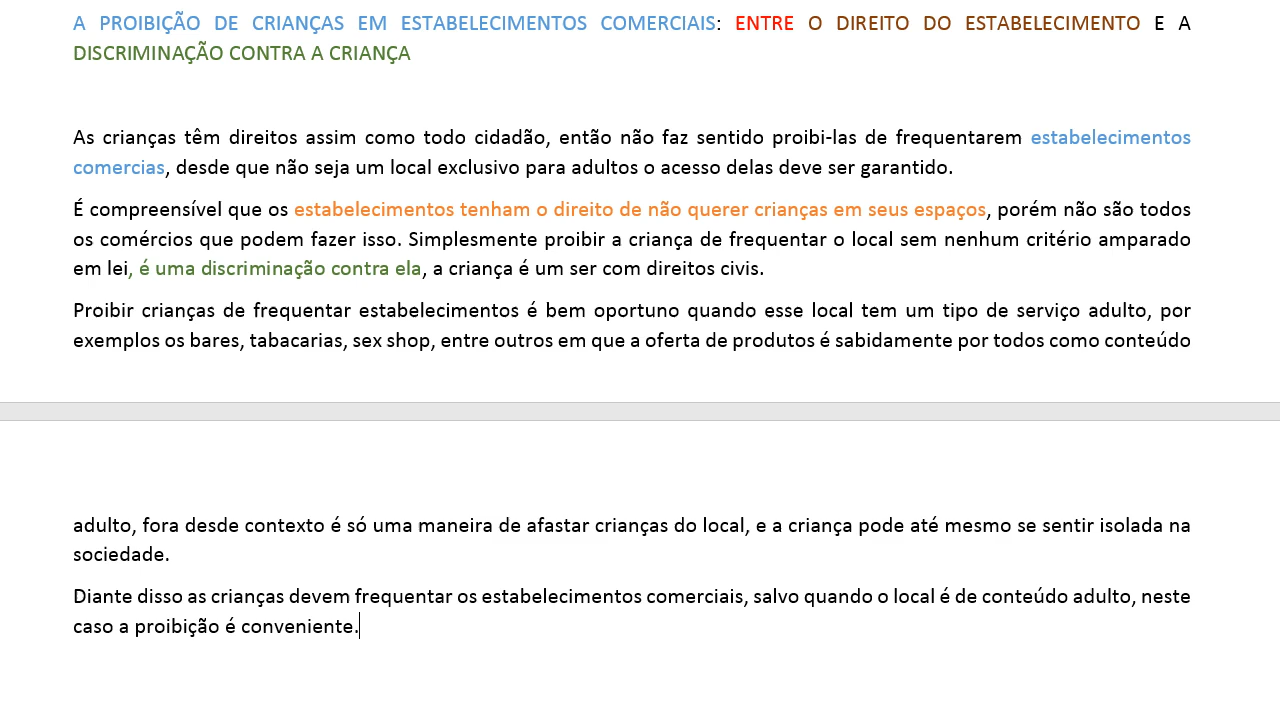 A PROIBIÇÃO DE CRIANÇAS EM ESTABELECIMENTOS COMERCIAIS: ENTRE O DIREITO DO ESTABELECIMENTO E A
DISCRIMINAÇÃO CONTRA A CRIANÇA
As crianças têm direitos assim como todo cidadão, então não faz sentido proibi-las de frequentarem estabelecimentos
comercias, desde que não seja um local exclusivo para adultos o acesso delas deve ser garantido.
É compreensível que os estabelecimentos tenham o direito de não querer crianças em seus espaços, porém não são todos
os comércios que podem fazer isso. Simplesmente proibir a criança de frequentar o local sem nenhum critério amparado
em lei, é uma discriminação contra ela, a criança é um ser com direitos civis.
Proibir crianças de frequentar estabelecimentos é bem oportuno quando esse local tem um tipo de serviço adulto, por
exemplos os bares, tabacarias, sex shop, entre outros em que a oferta de produtos é sabidamente por todos como conteúdo
adulto, fora desde contexto é só uma maneira de afastar crianças do local, e a criança pode até mesmo se sentir isolada na
sociedade.
Diante disso as crianças devem frequentar os estabelecimentos comerciais, salvo quando o local é de conteúdo adulto, neste
caso a proibição é conveniente.